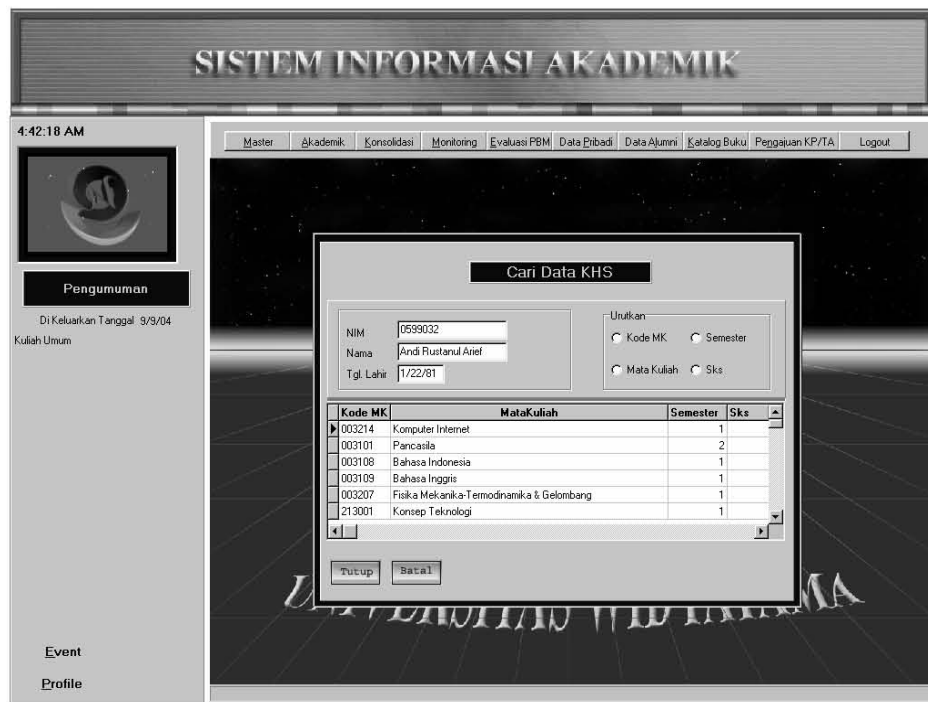 SISTEM INFORMASI AKADEMIK
4:42:18 AM
Master Akademik Konsolidasi Monitoring Evaluasi PBM Data Pribadi Data Alumni Katalog Buku Pengajuan KP/TA Logout
Pengumuman
Di Keluarkan Tanggal 9/9/04
Kuliah Umum
Cari Data KHS
NIM 0599032
Nama Andi Rustanul Arief
Tgl. Lahir 1/22/81
Urutkan
Kode MK Semester
Mata Kuliah Sks
Kode MK MataKuliah Semester Sks
003214 Komputer Internet 1
003101 Pancasila 2
003108 Bahasa Indonesia 1
003109 Bahasa Inggris 1
003207 Fisika Mekanika-Termodinamika & Gelombang 1
213001 Konsep Teknologi 1
Tutup Batal
UNIVERSITAS WIDYATAMA
Event
Profile